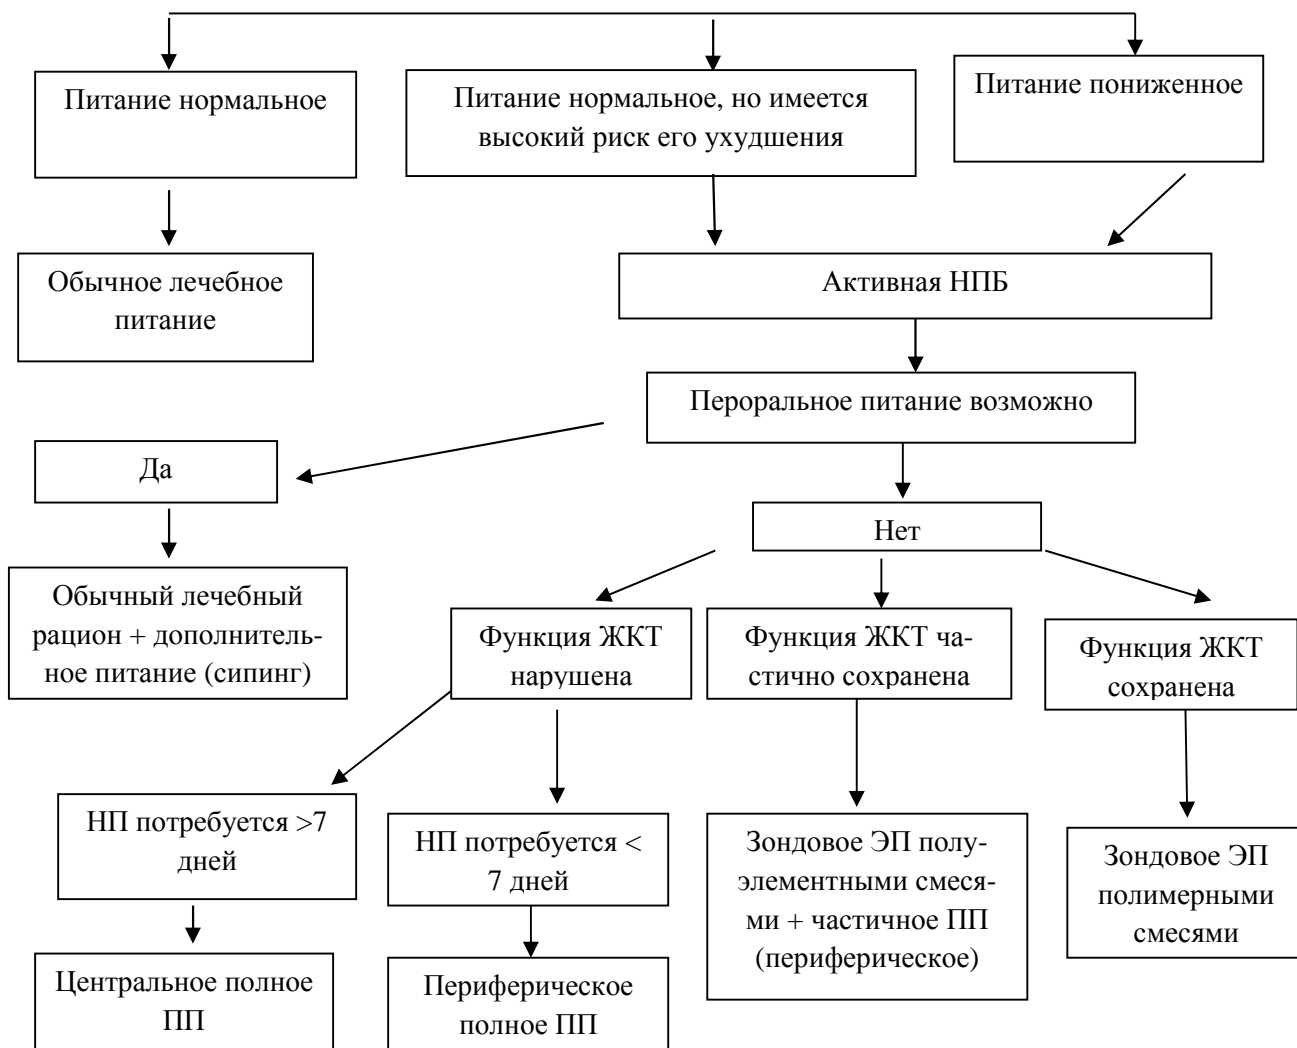 Питание нормальное
Питание нормальное, но имеется
высокий риск его ухудшения
Питание пониженное
Обычное лечебное
питание
Активная НПБ
Пероральное питание возможно
Да
Нет
Обычный лечебный
рацион + дополнитель-
ное питание (сипинг)
Функция ЖКТ
нарушена
Функция ЖКТ ча-
стично сохранена
Функция ЖКТ
сохранена
НП потребуется >7
дней
НП потребуется <
7 дней
Зондовое ЭП полу-
элементными смеся-
ми + частичное ПП
(периферическое)
Зондовое ЭП
полимерными
смесями
Центральное полное
ПП
Периферическое
полное ПП